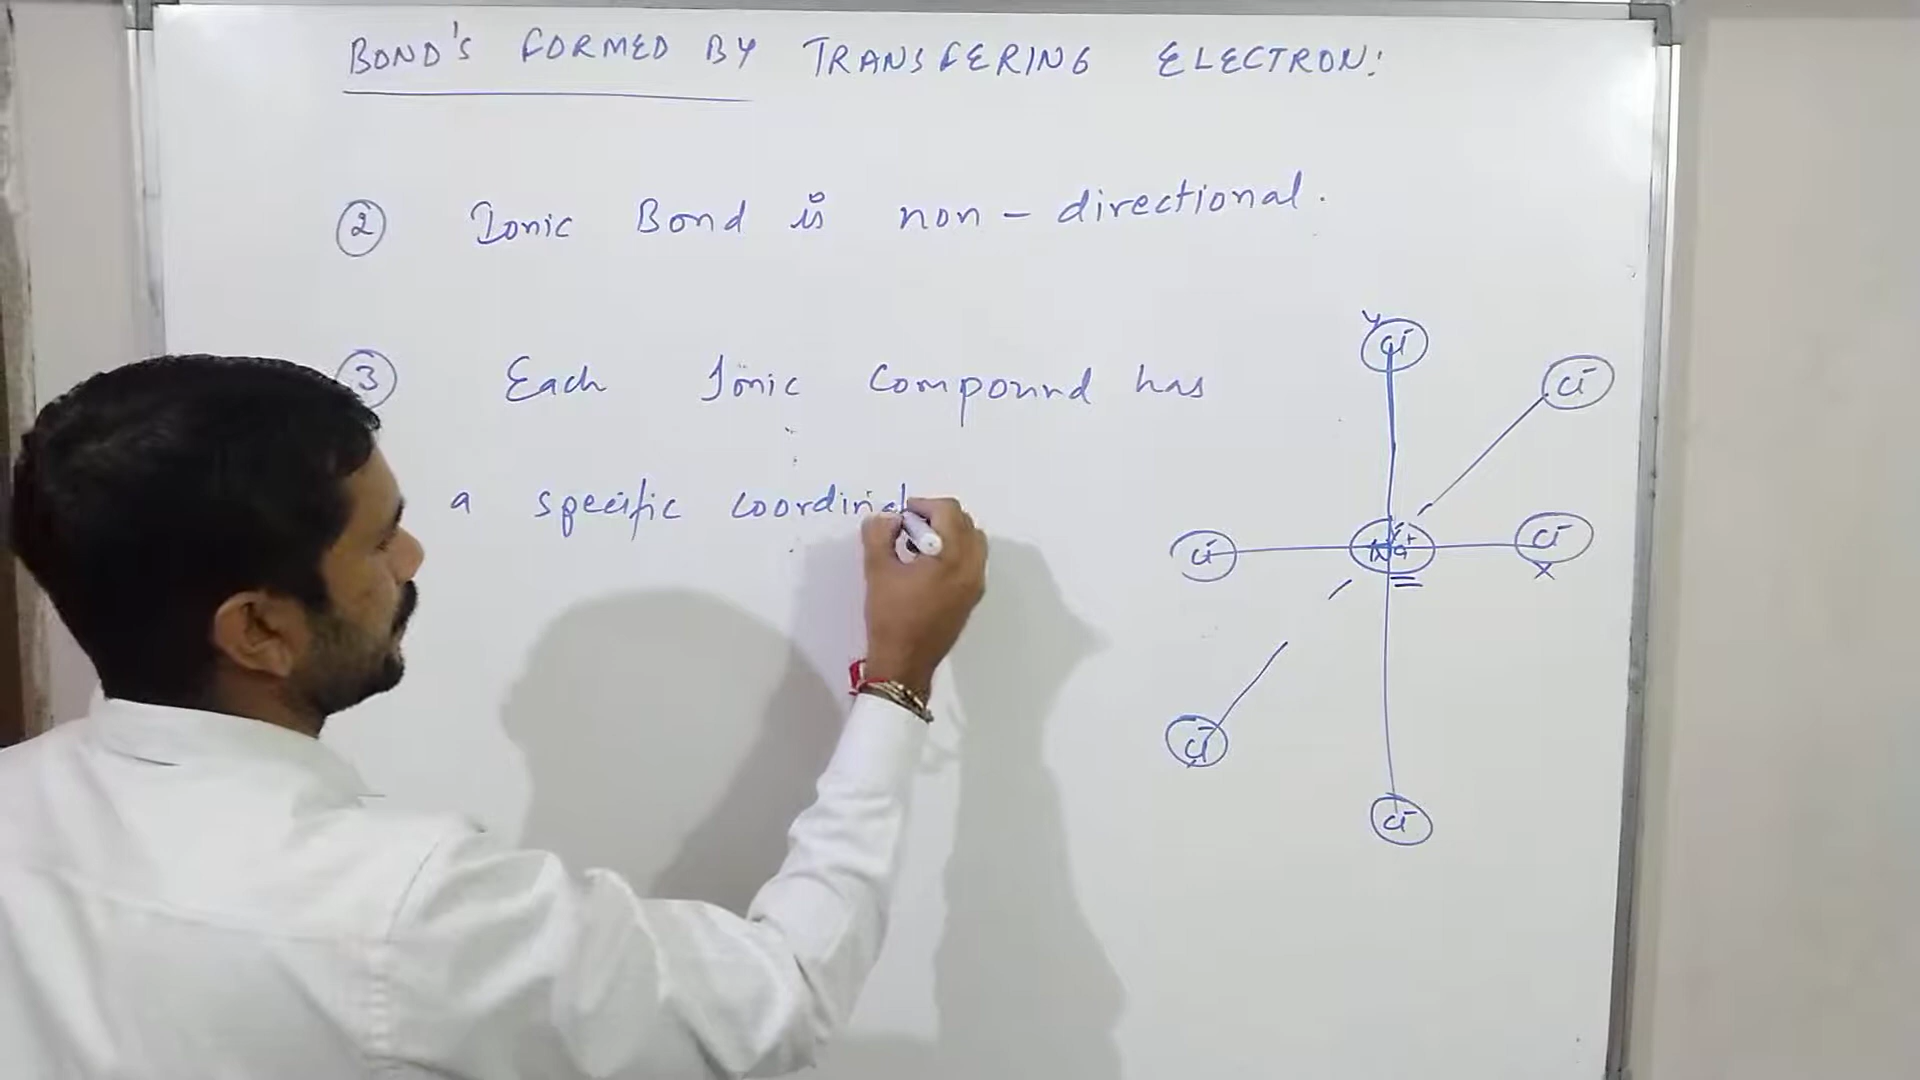 BOND'S FORMED BY TRANSFERING ELECTRON:
2 Ionic Bond is non - directional.
3 Each Ionic Compound has
a specific
Y
Cl⁻
Cl⁻
Cl⁻ Na⁺ Cl⁻
X
Cl⁻
Cl⁻